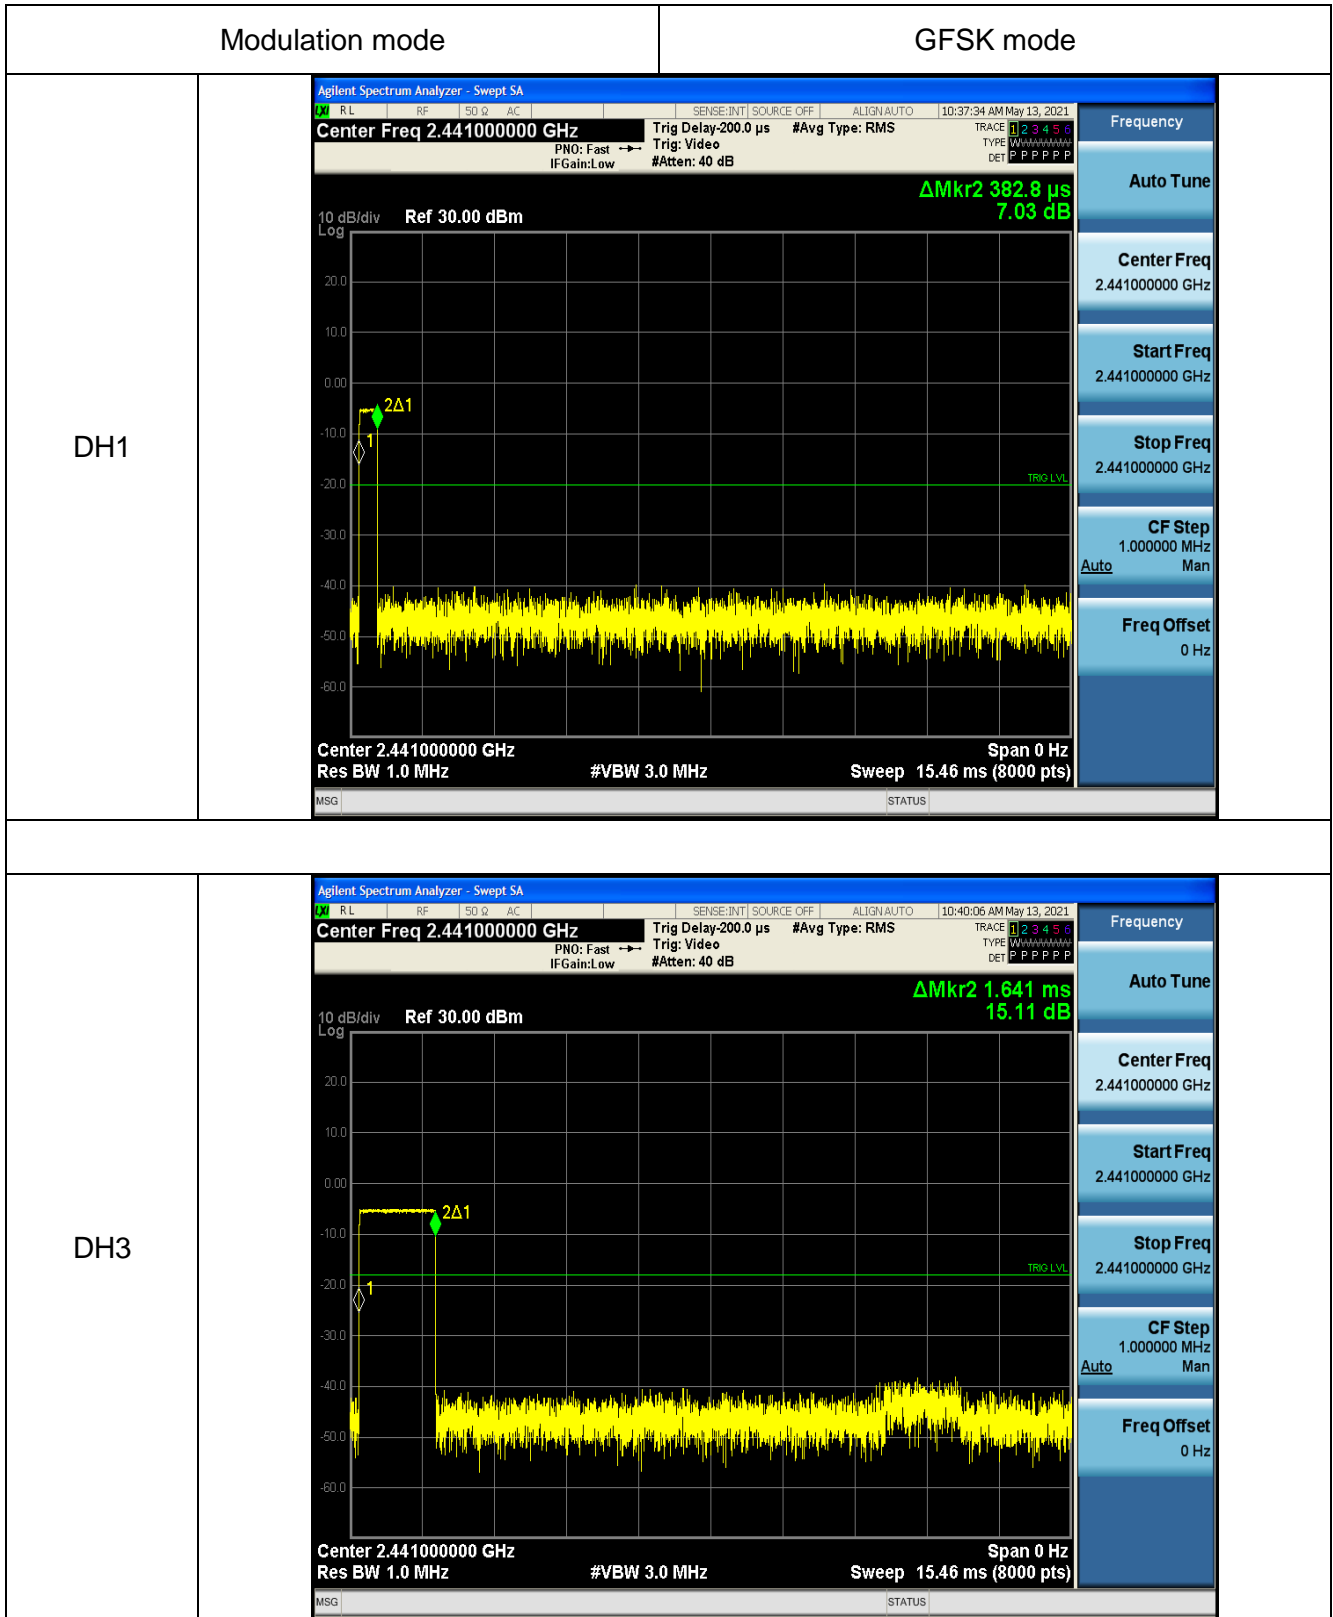 Modulation mode
GFSK mode
DH1
Agilent Spectrum Analyzer - Swept SA
LXI RL RF 50 Ω AC SENSE:INT SOURCE OFF ALIGN AUTO 10:37:34 AM May 13, 2021
Center Freq 2.441000000 GHz
PNO: Fast
IFGain:Low
Trig Delay-200.0 µs #Avg Type: RMS
Trig: Video
#Atten: 40 dB
TRACE 1 2 3 4 5 6
TYPE WWWWWW
DET P P P P P P
ΔMkr2 382.8 µs
7.03 dB
10 dB/div Ref 30.00 dBm
Log
20.0
10.0
0.00
-10.0
-20.0
-30.0
-40.0
-50.0
-60.0
2Δ1
1
TRIG LVL
Center 2.441000000 GHz Span 0 Hz
Res BW 1.0 MHz #VBW 3.0 MHz Sweep 15.46 ms (8000 pts)
MSG STATUS
Frequency
Auto Tune
Center Freq
2.441000000 GHz
Start Freq
2.441000000 GHz
Stop Freq
2.441000000 GHz
CF Step
1.000000 MHz
Auto Man
Freq Offset
0 Hz
DH3
Agilent Spectrum Analyzer - Swept SA
LXI RL RF 50 Ω AC SENSE:INT SOURCE OFF ALIGN AUTO 10:40:06 AM May 13, 2021
Center Freq 2.441000000 GHz
PNO: Fast
IFGain:Low
Trig Delay-200.0 µs #Avg Type: RMS
Trig: Video
#Atten: 40 dB
TRACE 1 2 3 4 5 6
TYPE WWWWWW
DET P P P P P P
ΔMkr2 1.641 ms
15.11 dB
10 dB/div Ref 30.00 dBm
Log
20.0
10.0
0.00
-10.0
-20.0
-30.0
-40.0
-50.0
-60.0
2Δ1
1
TRIG LVL
Center 2.441000000 GHz Span 0 Hz
Res BW 1.0 MHz #VBW 3.0 MHz Sweep 15.46 ms (8000 pts)
MSG STATUS
Frequency
Auto Tune
Center Freq
2.441000000 GHz
Start Freq
2.441000000 GHz
Stop Freq
2.441000000 GHz
CF Step
1.000000 MHz
Auto Man
Freq Offset
0 Hz